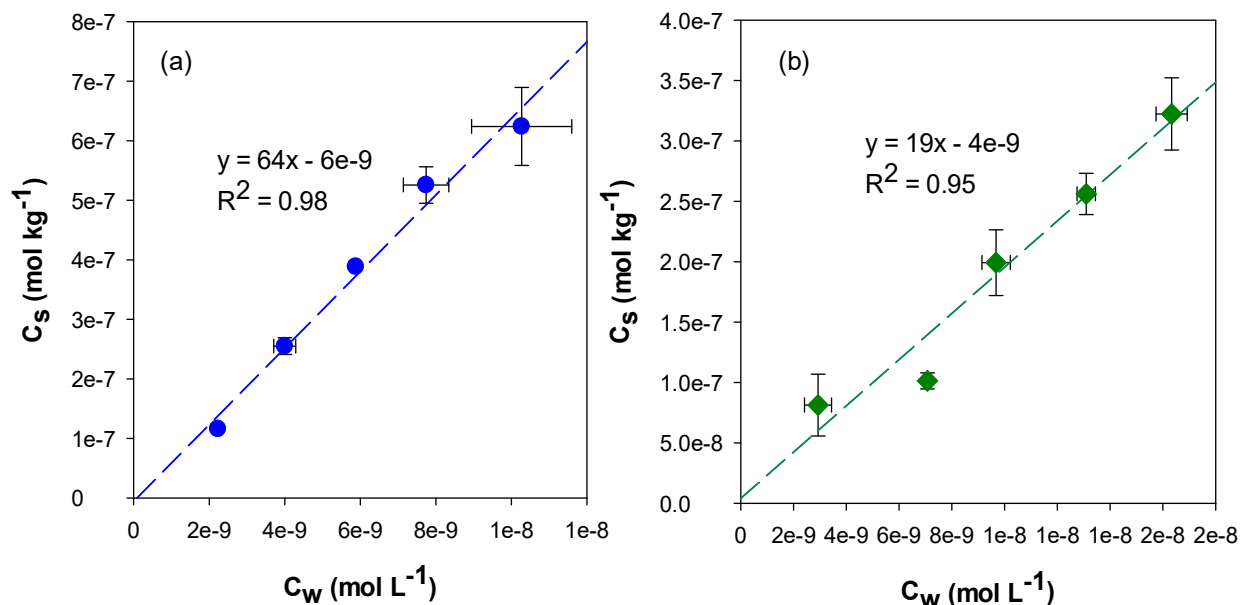 (a)
y = 64x - 6e-9
R2 = 0.98
8e-7
7e-7
6e-7
5e-7
4e-7
3e-7
2e-7
1e-7
0
Cs (mol kg-1)
0 2e-9 4e-9 6e-9 8e-9 1e-8 1e-8
Cw (mol L-1)
(b)
y = 19x - 4e-9
R2 = 0.95
4.0e-7
3.5e-7
3.0e-7
2.5e-7
2.0e-7
1.5e-7
1.0e-7
5.0e-8
0.0
Cs (mol kg-1)
0 2e-9 4e-9 6e-9 8e-9 1e-8 1e-8 1e-8 2e-8 2e-8
Cw (mol L-1)